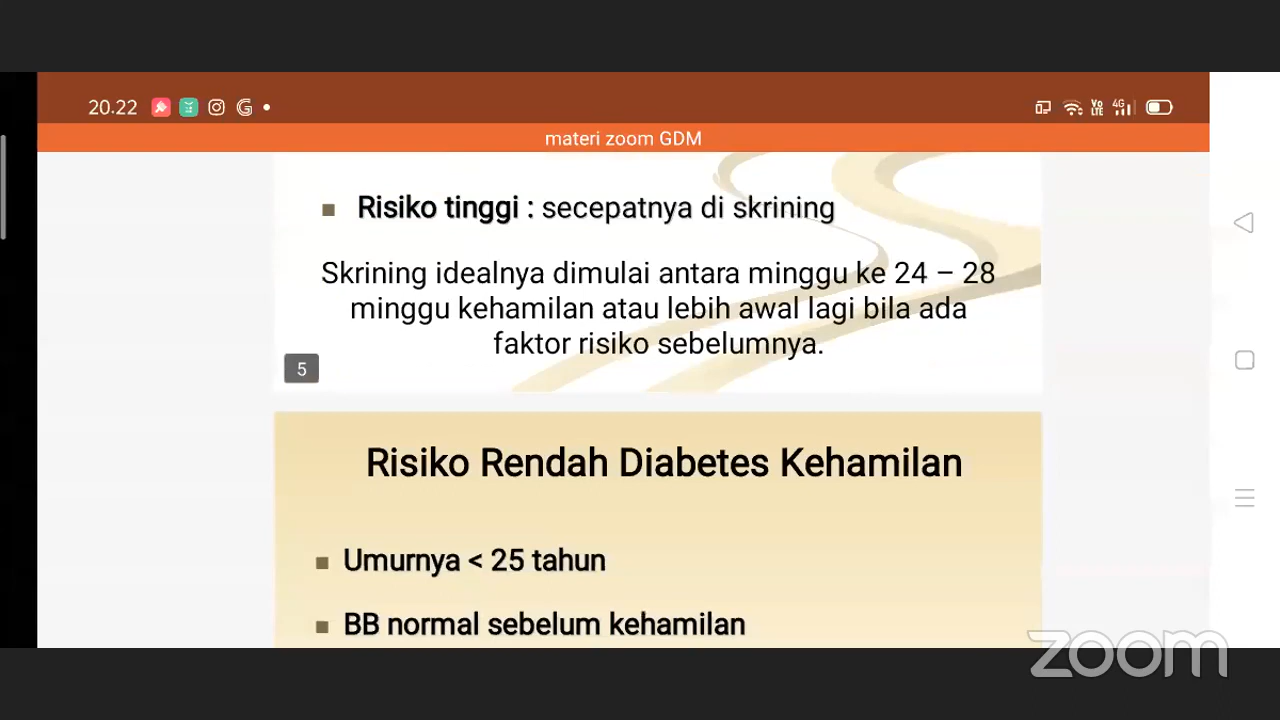 20.22
VoLTE 4G
materi zoom GDM
Risiko tinggi : secepatnya di skrining
Skrining idealnya dimulai antara minggu ke 24 – 28
minggu kehamilan atau lebih awal lagi bila ada
faktor risiko sebelumnya.
5
Risiko Rendah Diabetes Kehamilan
Umurnya < 25 tahun
BB normal sebelum kehamilan
zoom